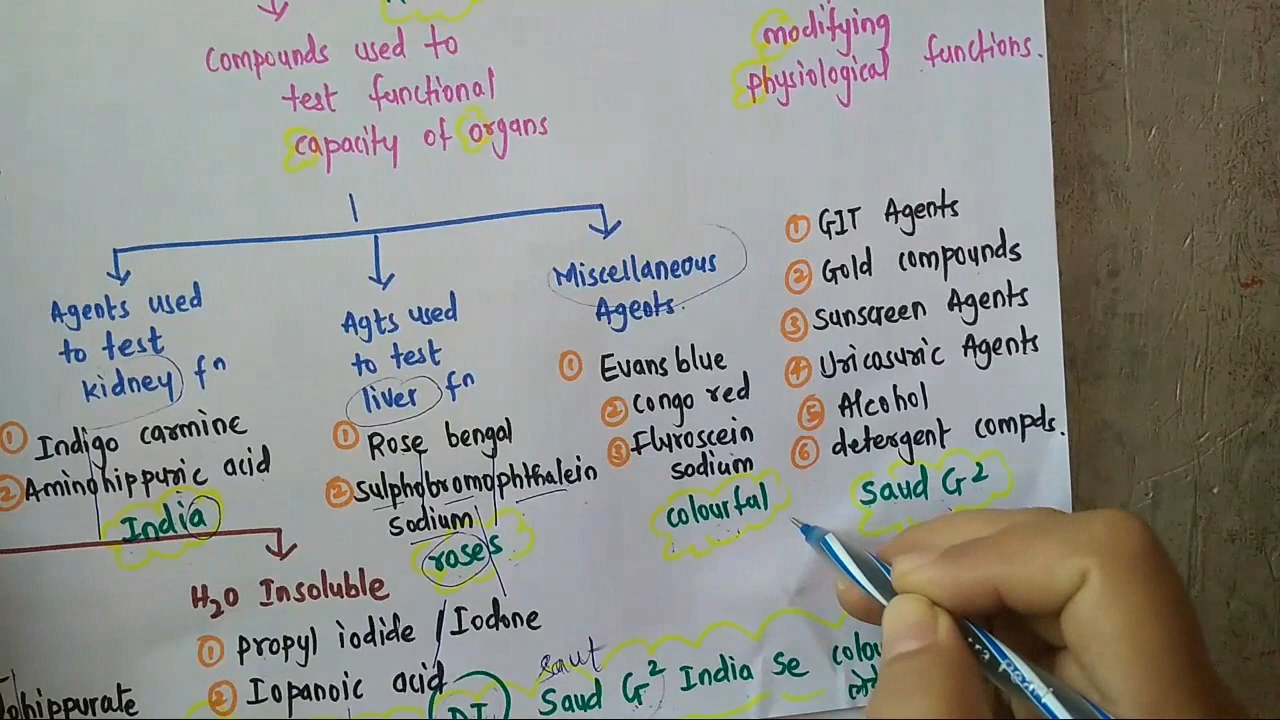 compounds used to
test functional
capacity of organs
modifying
physiological functions.
Agents used
to test
kidney fn
① Indigo carmine
② Aminohippuric acid
India
Agts used
to test
liver fn
① Rose bengal
② sulphobromophthalein
sodium
roses
Miscellaneous
Agents.
① Evans blue
② congo red
③ Fluroscein
sodium
colourful
① GIT Agents
② Gold compounds
③ sunscreen Agents
④ Uricasuric Agents
⑤ Alcohol
⑥ detergent compds.
Saud G²
H₂O Insoluble
① propyl iodide / Iodone
② Iopanoic acid
ohippurate
DI
Saud G² India Se colou